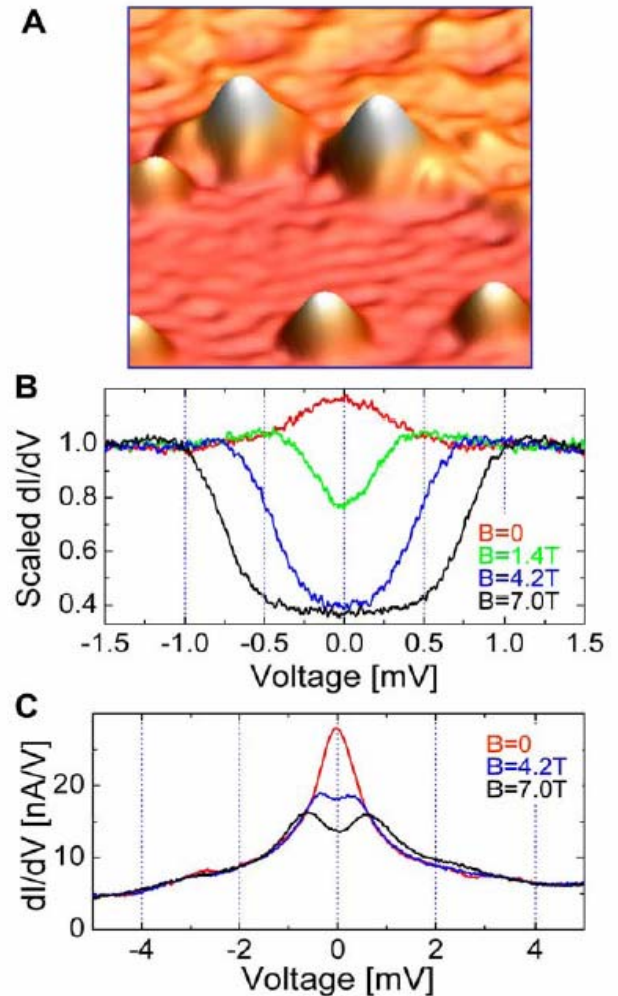 A
B
Scaled dI/dV
1.0
0.8
0.6
0.4
B=0
B=1.4T
B=4.2T
B=7.0T
-1.5 -1.0 -0.5 0.0 0.5 1.0 1.5
Voltage [mV]
C
dI/dV [nA/V]
20
10
0
B=0
B=4.2T
B=7.0T
-4 -2 0 2 4
Voltage [mV]